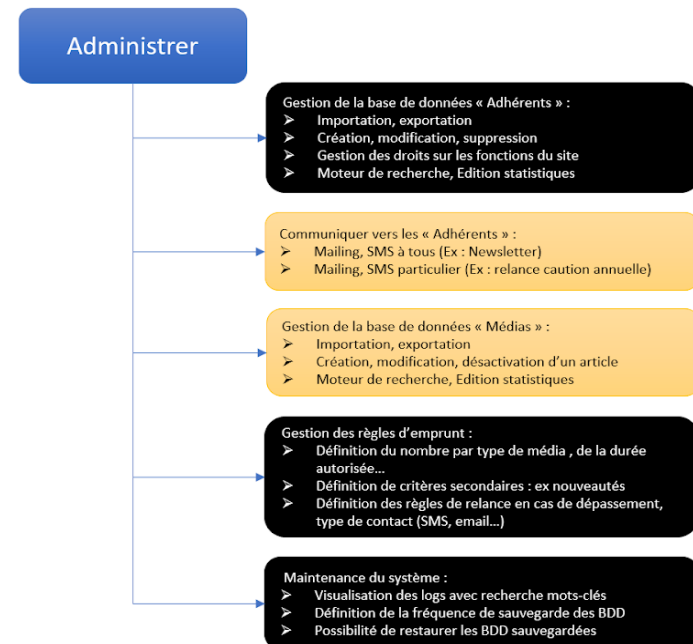 Administrer
Gestion de la base de données « Adhérents » :
➢ Importation, exportation
➢ Création, modification, suppression
➢ Gestion des droits sur les fonctions du site
➢ Moteur de recherche, Edition statistiques
Communiquer vers les « Adhérents » :
➢ Mailing, SMS à tous (Ex : Newsletter)
➢ Mailing, SMS particulier (Ex : relance caution annuelle)
Gestion de la base de données « Médias » :
➢ Importation, exportation
➢ Création, modification, désactivation d’un article
➢ Moteur de recherche, Edition statistiques
Gestion des règles d’emprunt :
➢ Définition du nombre par type de média , de la durée
autorisée…
➢ Définition de critères secondaires : ex nouveautés
➢ Définition des règles de relance en cas de dépassement,
type de contact (SMS, email…)
Maintenance du système :
➢ Visualisation des logs avec recherche mots-clés
➢ Définition de la fréquence de sauvegarde des BDD
➢ Possibilité de restaurer les BDD sauvegardées